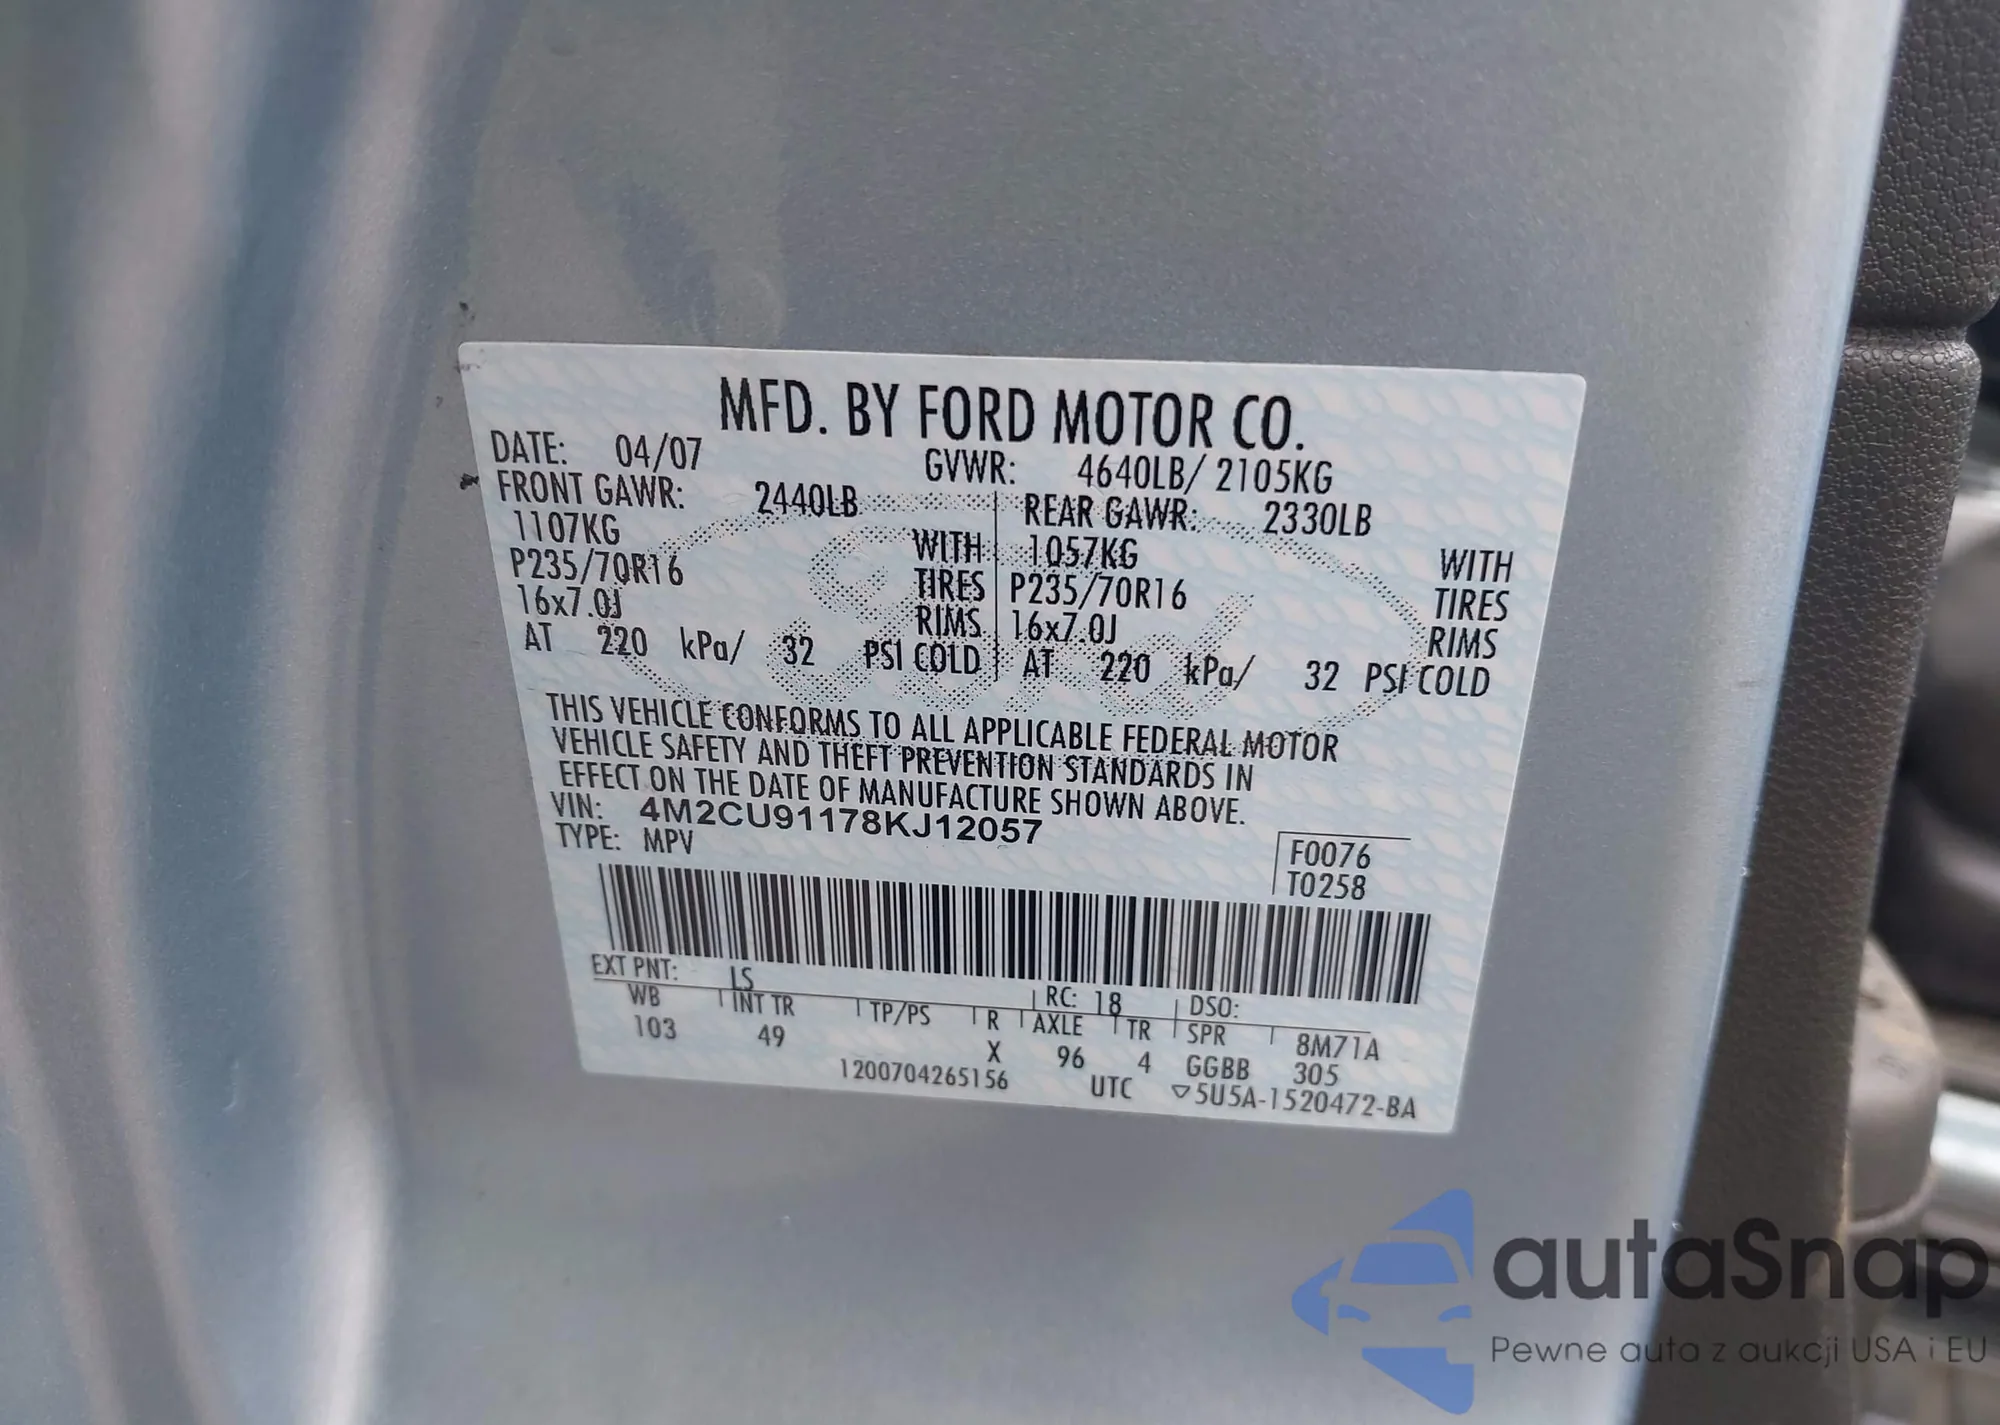 MFD. BY FORD MOTOR CO.
DATE: 04/07 GVWR: 4640LB/ 2105KG
FRONT GAWR: 2440LB REAR GAWR: 2330LB
1107KG WITH 1057KG WITH
P235/70R16 TIRES P235/70R16 TIRES
16x7.0J RIMS 16x7.0J RIMS
AT 220 kPa/ 32 PSI COLD AT 220 kPa/ 32 PSI COLD
THIS VEHICLE CONFORMS TO ALL APPLICABLE FEDERAL MOTOR
VEHICLE SAFETY AND THEFT PREVENTION STANDARDS IN
EFFECT ON THE DATE OF MANUFACTURE SHOWN ABOVE.
VIN: 4M2CU91178KJ12057
TYPE: MPV
F0076
T0258
EXT PNT: LS RC: 18 DSO:
WB INT TR TP/PS R AXLE TR SPR 8M71A
103 49 X 96 4 GGBB 305
1200704265156 UTC ▽5U5A-1520472-BA
autaSnap
Pewne auta z aukcji USA i EU